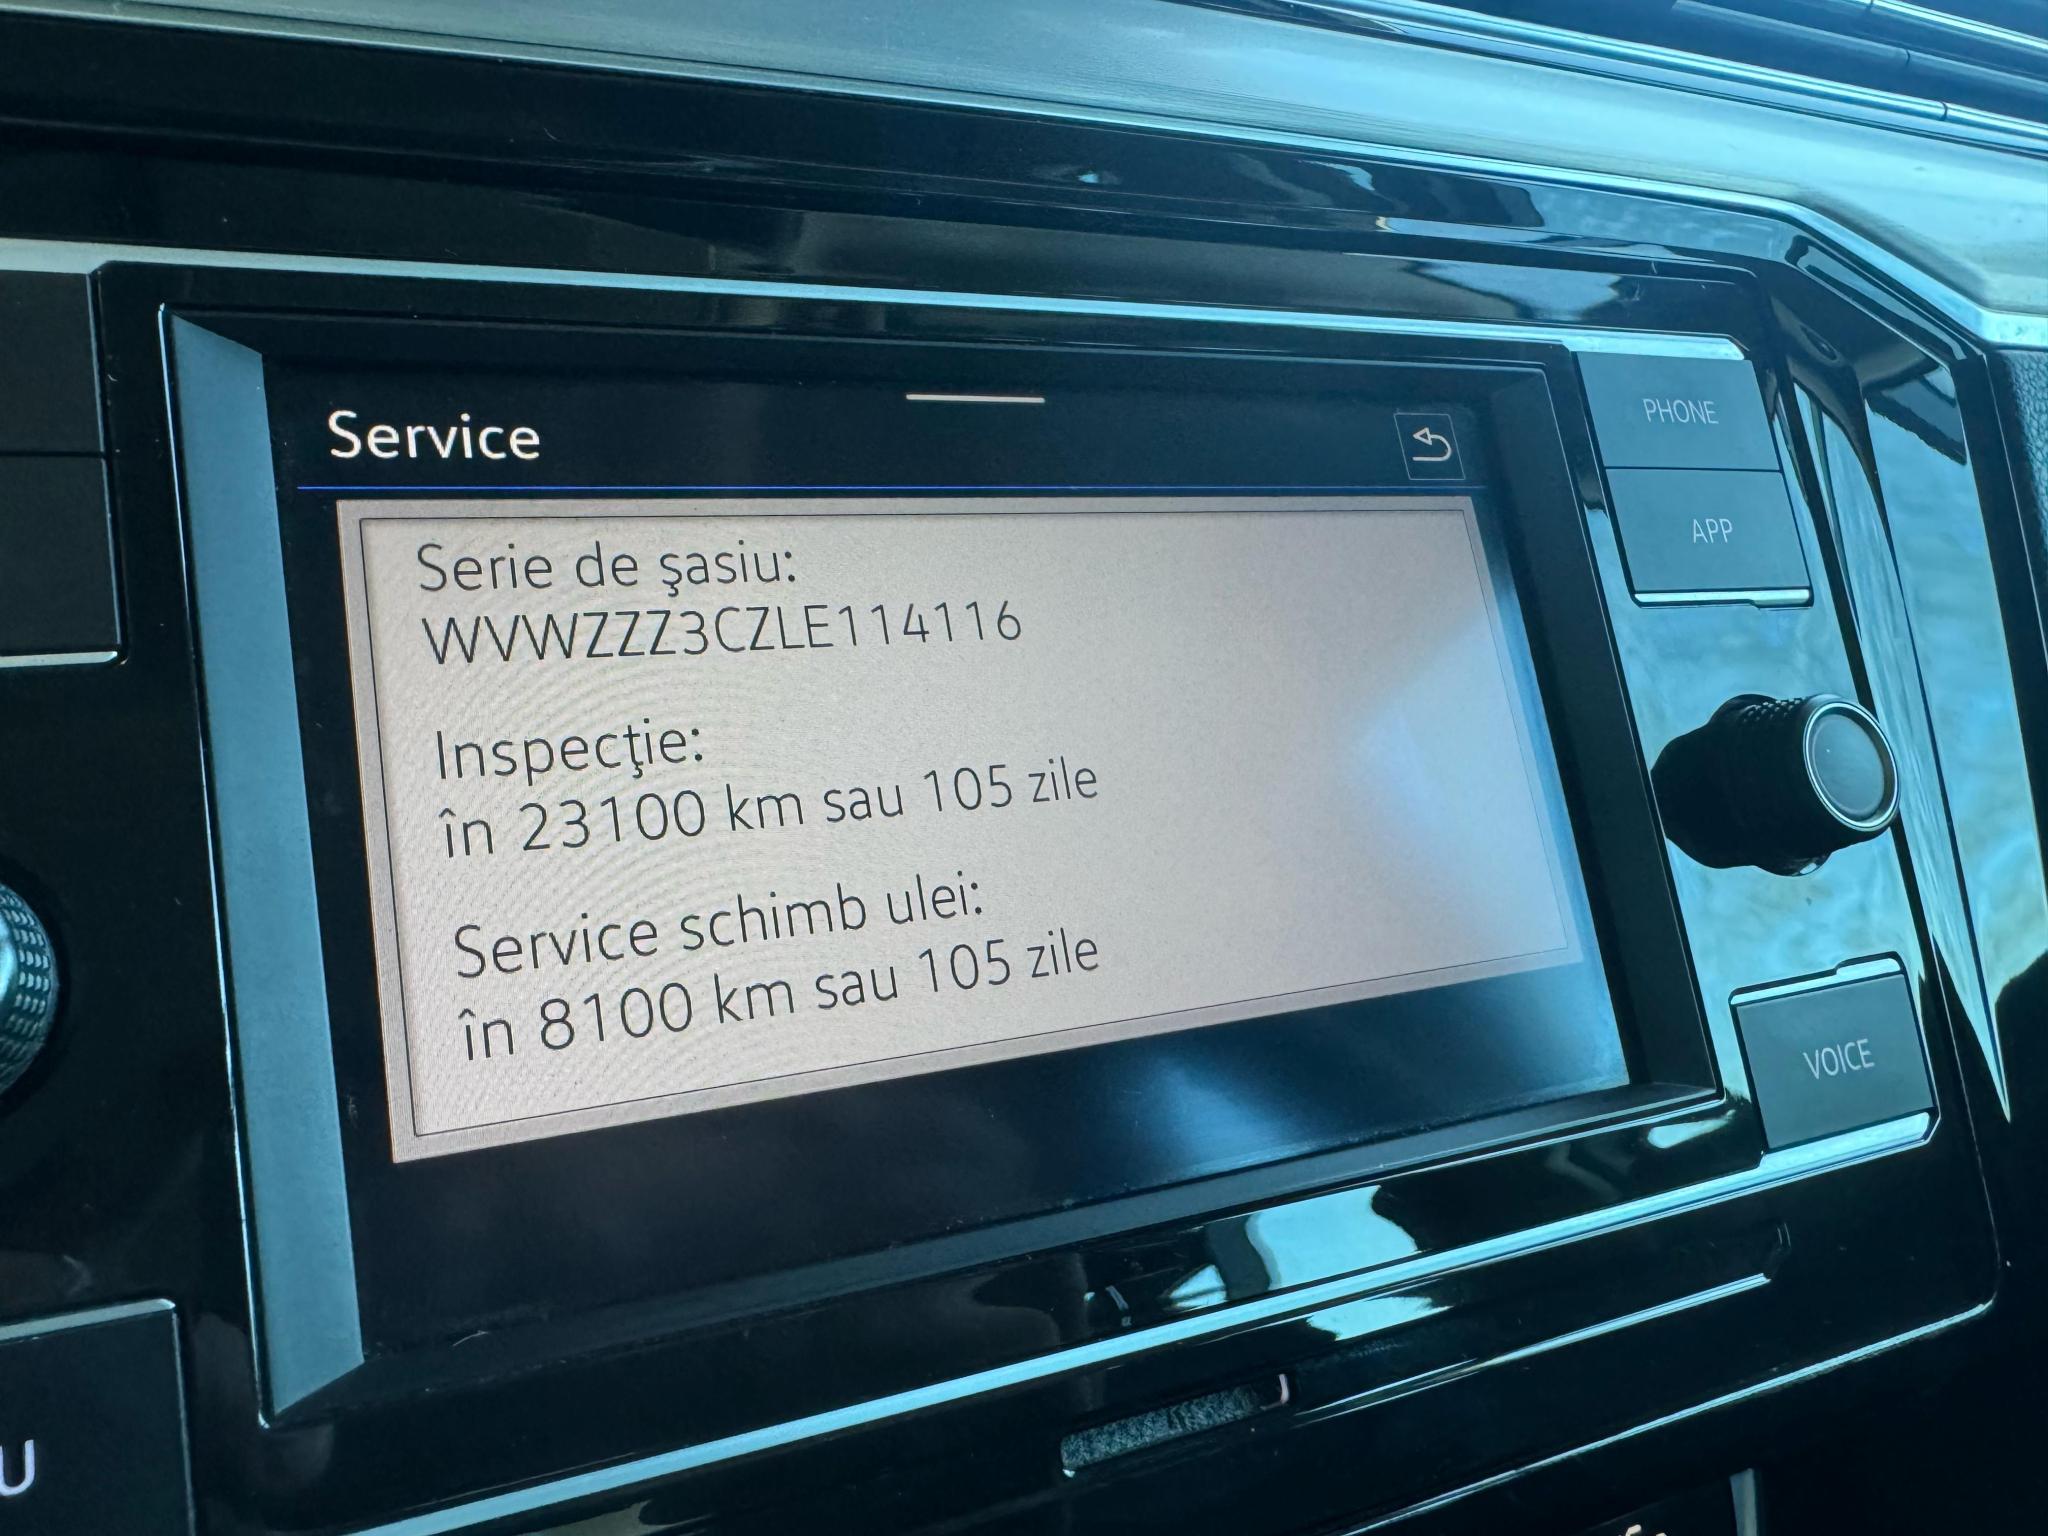 Service
PHONE
APP
Serie de şasiu:
WVWZZZ3CZLE114116
Inspecţie:
în 23100 km sau 105 zile
Service schimb ulei:
în 8100 km sau 105 zile
VOICE
U